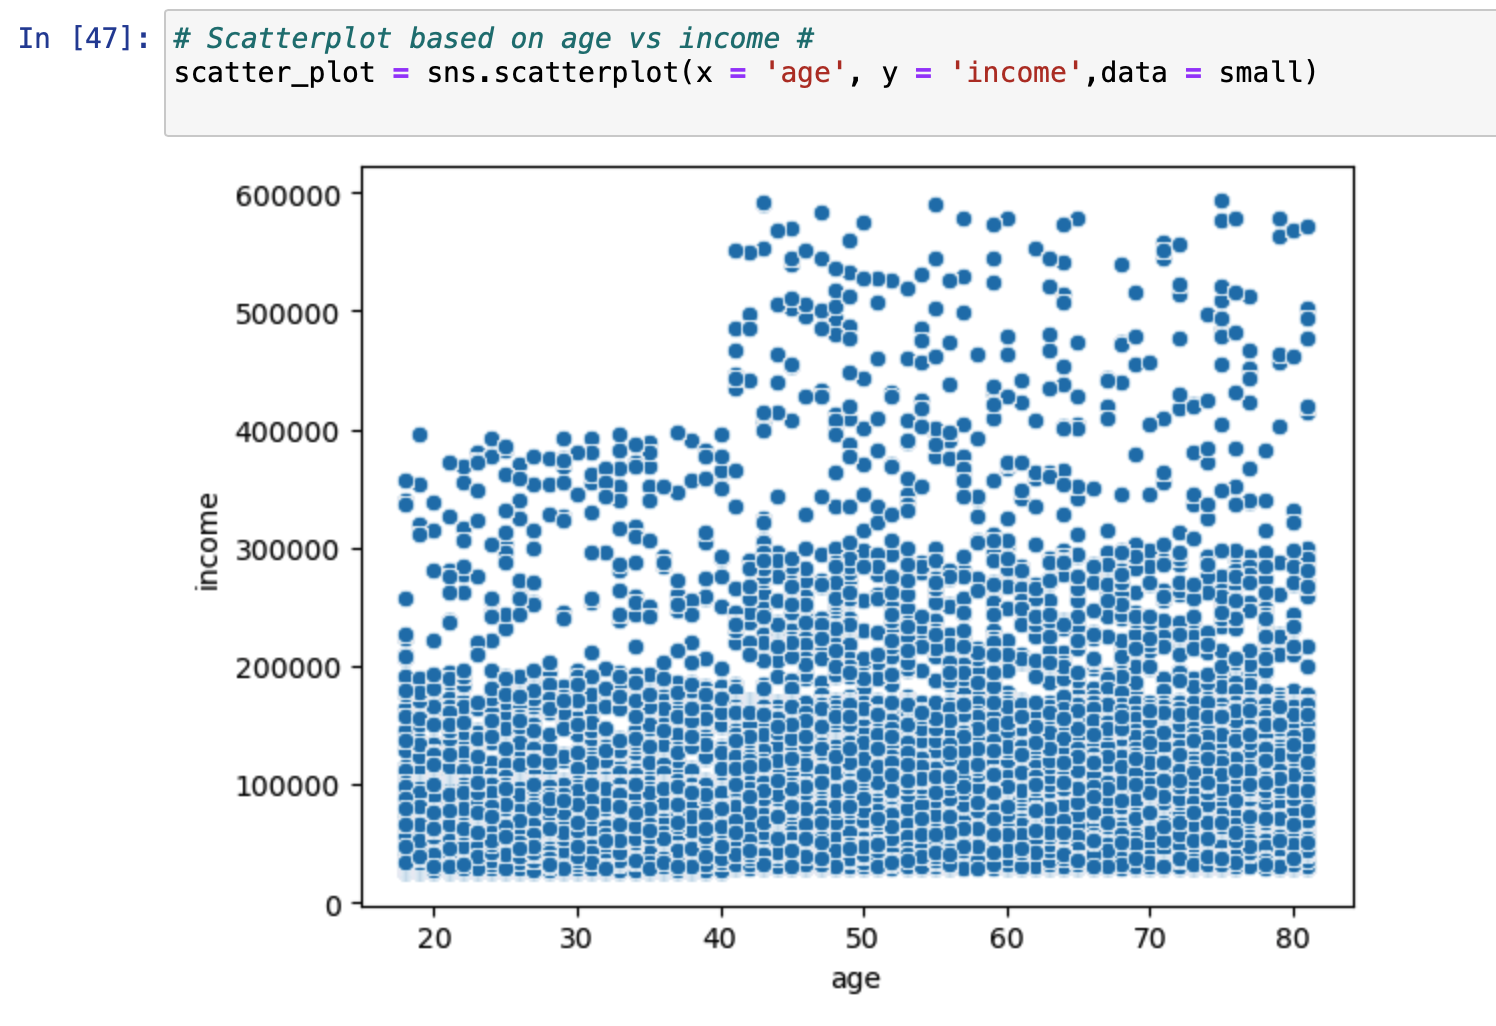 In [47]: # Scatterplot based on age vs income #
scatter_plot = sns.scatterplot(x = 'age', y = 'income',data = small)
600000
500000
400000
300000
200000
100000
0
income
20 30 40 50 60 70 80
age